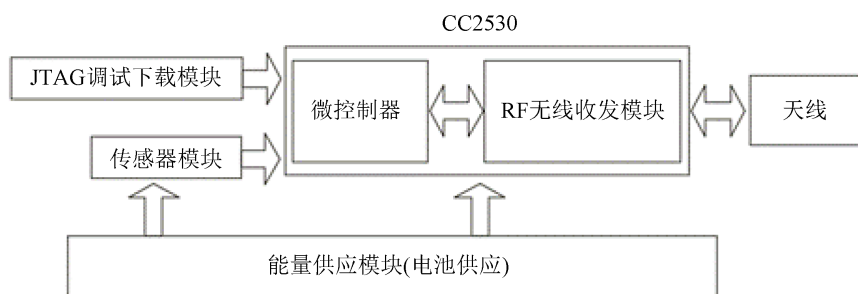 CC2530
JTAG调试下载模块
微控制器
RF无线收发模块
天线
传感器模块
能量供应模块(电池供应)